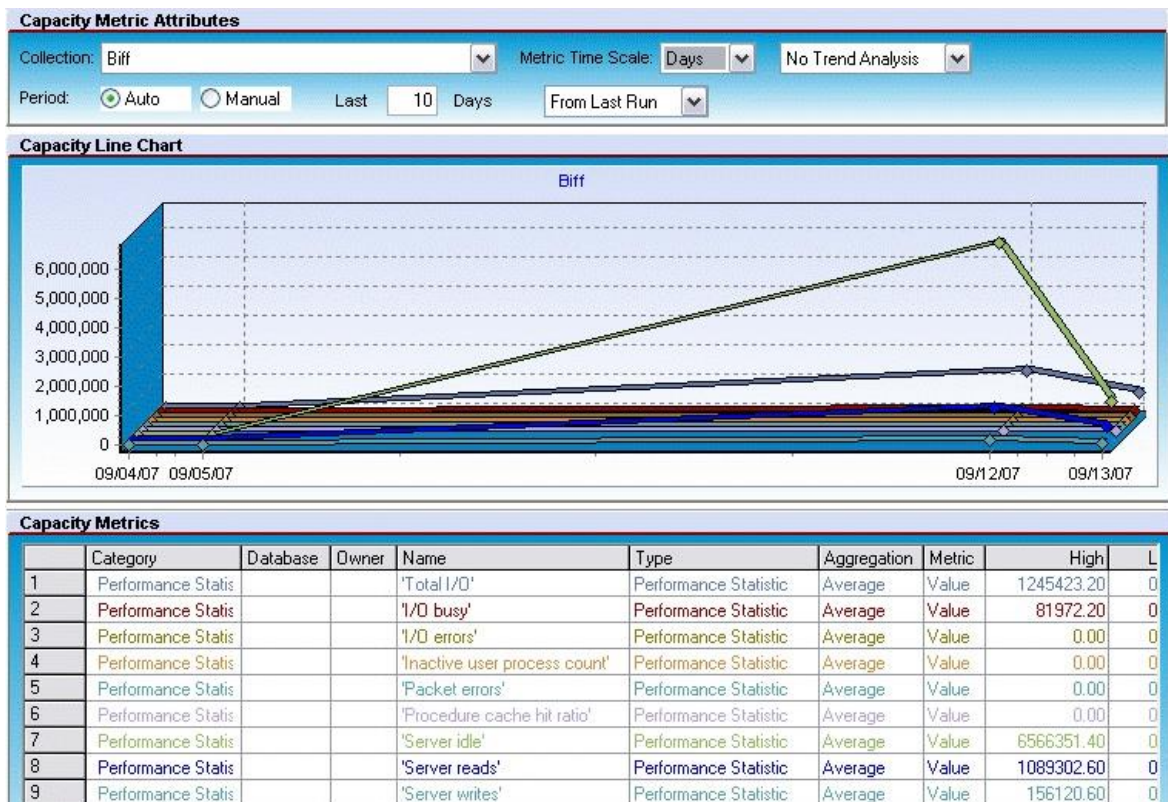 Capacity Metric Attributes
Collection: Biff Metric Time Scale: Days No Trend Analysis
Period: Auto Manual Last 10 Days From Last Run
Capacity Line Chart
Biff
6,000,000
5,000,000
4,000,000
3,000,000
2,000,000
1,000,000
0
09/04/07 09/05/07 09/12/07 09/13/07
Capacity Metrics
Category Database Owner Name Type Aggregation Metric High L
1 Performance Statis 'Total I/O' Performance Statistic Average Value 1245423.20 0
2 Performance Statis 'I/O busy' Performance Statistic Average Value 81972.20 0
3 Performance Statis 'I/O errors' Performance Statistic Average Value 0.00 0
4 Performance Statis 'Inactive user process count' Performance Statistic Average Value 0.00 0
5 Performance Statis 'Packet errors' Performance Statistic Average Value 0.00 0
6 Performance Statis 'Procedure cache hit ratio' Performance Statistic Average Value 0.00 0
7 Performance Statis 'Server idle' Performance Statistic Average Value 6566351.40 0
8 Performance Statis 'Server reads' Performance Statistic Average Value 1089302.60 0
9 Performance Statis 'Server writes' Performance Statistic Average Value 156120.60 0